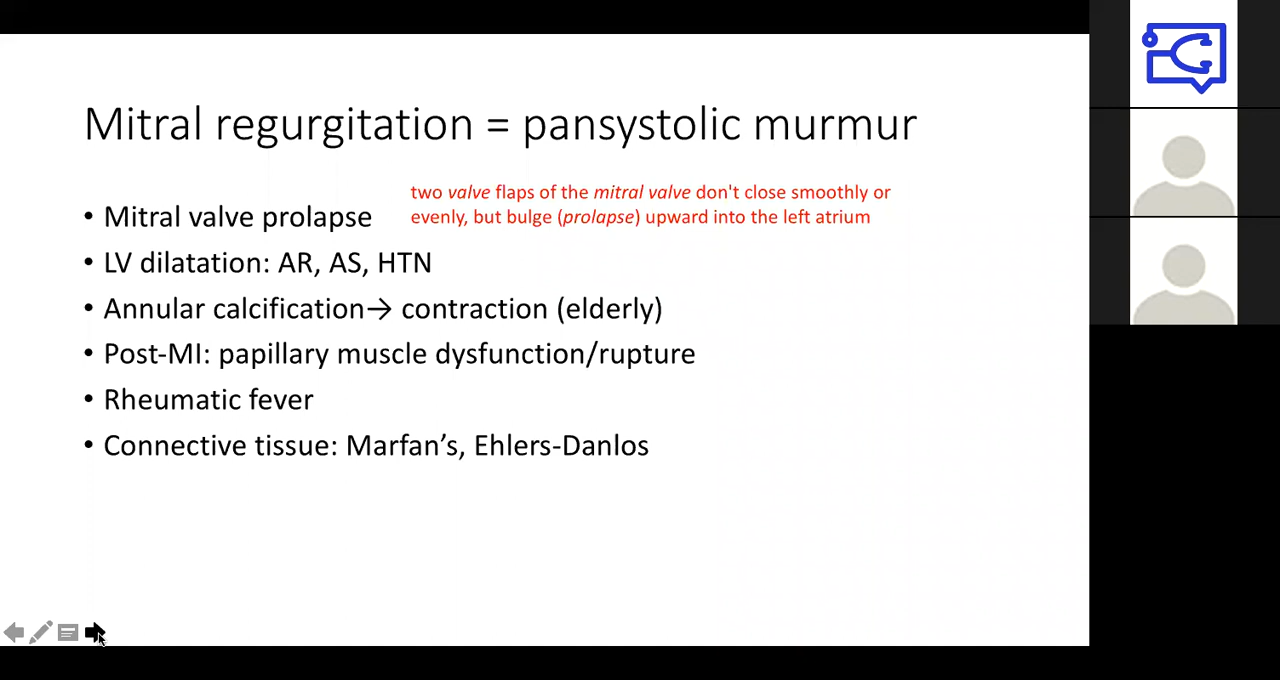 Mitral regurgitation = pansystolic murmur
two valve flaps of the mitral valve don't close smoothly or
evenly, but bulge (prolapse) upward into the left atrium
• Mitral valve prolapse
• LV dilatation: AR, AS, HTN
• Annular calcification→ contraction (elderly)
• Post-MI: papillary muscle dysfunction/rupture
• Rheumatic fever
• Connective tissue: Marfan’s, Ehlers-Danlos